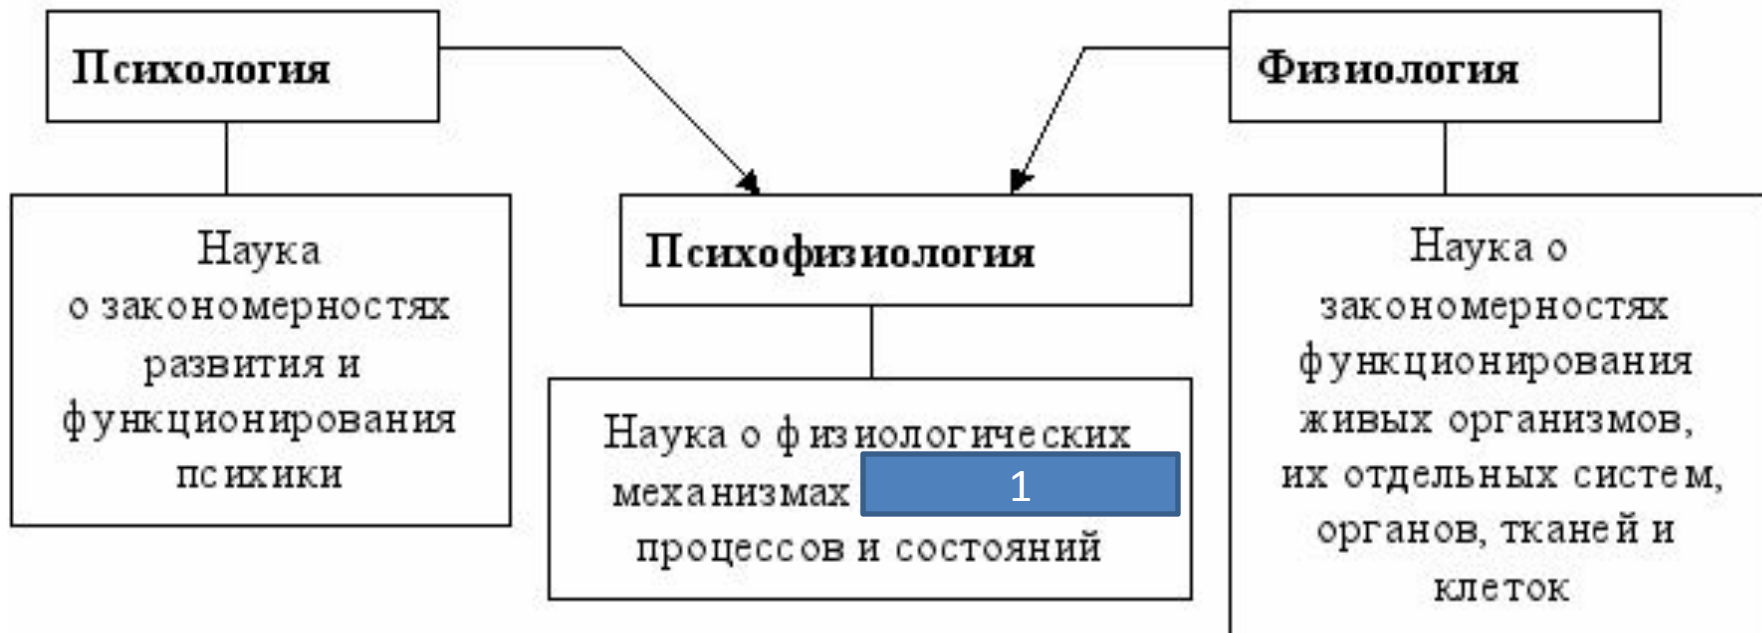 Психология
Физиология
Наука
о закономерностях
развития и
функционирования
психики
Психофизиология
Наука о физиологических
механизмах 1
процессов и состояний
Наука о
закономерностях
функционирования
живых организмов,
их отдельных систем,
органов, тканей и
клеток